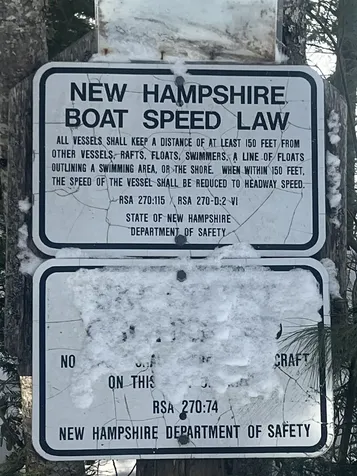 NEW HAMPSHIRE
BOAT SPEED LAW
ALL VESSELS SHALL KEEP A DISTANCE OF AT LEAST 150 FEET FROM
OTHER VESSELS, RAFTS, FLOATS, SWIMMERS, A LINE OF FLOATS
OUTLINING A SWIMMING AREA, OR THE SHORE. WHEN WITHIN 150 FEET,
THE SPEED OF THE VESSEL SHALL BE REDUCED TO HEADWAY SPEED.
RSA 270:115 / RSA 270-D:2 VI
STATE OF NEW HAMPSHIRE
DEPARTMENT OF SAFETY
NO
ON THIS
RSA 270:74
NEW HAMPSHIRE DEPARTMENT OF SAFETY